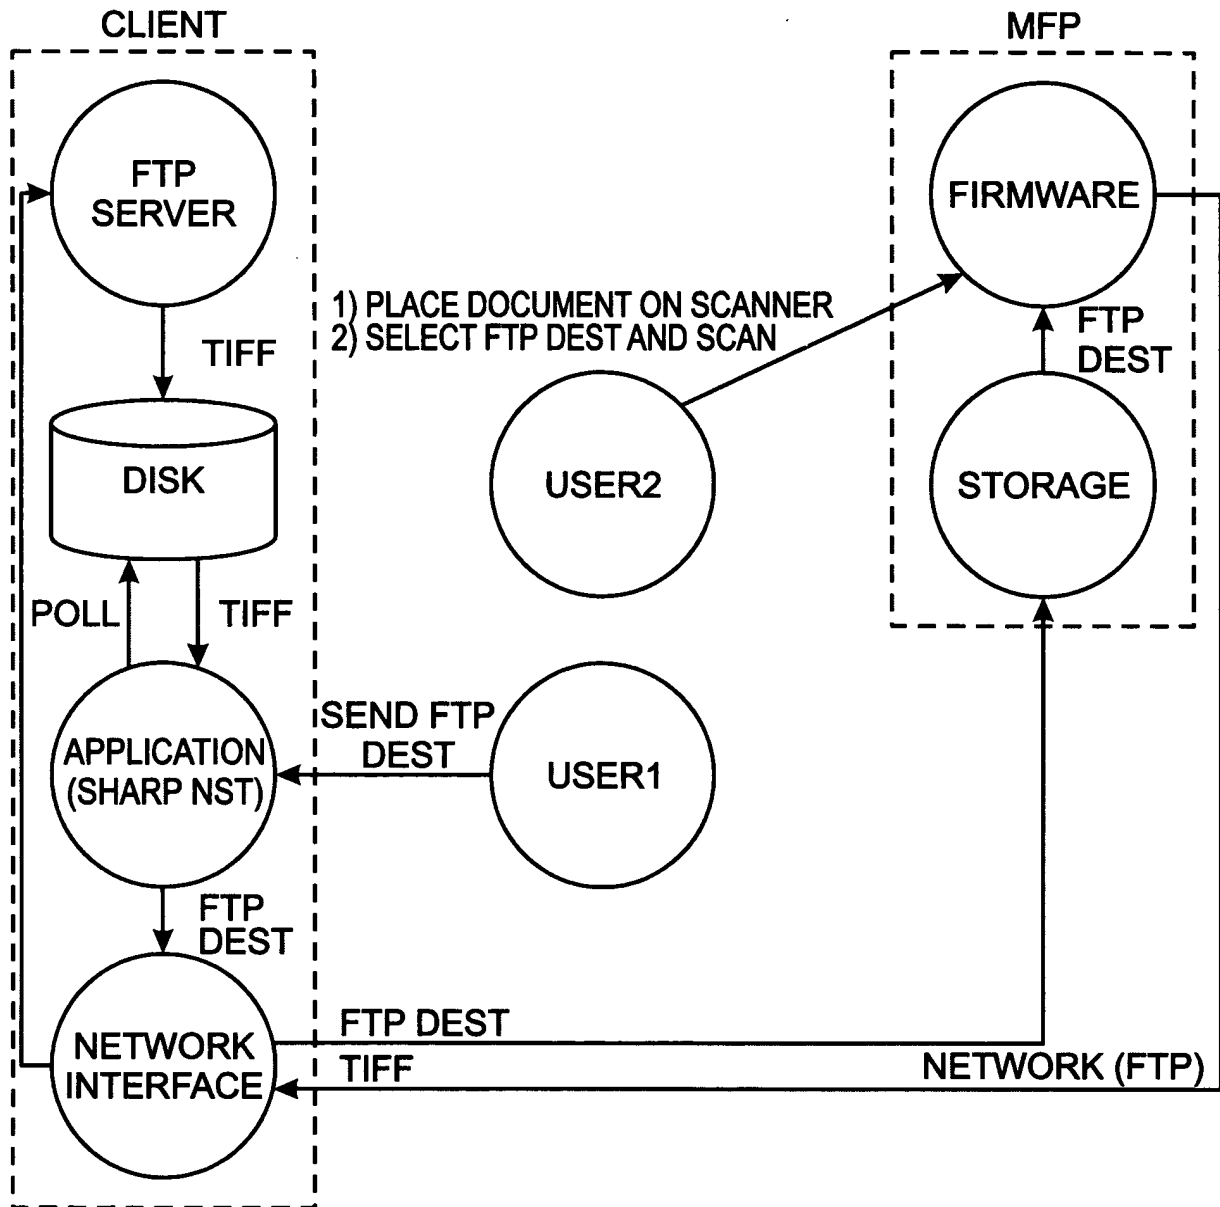 CLIENT
MFP
FTP
SERVER
FIRMWARE
1) PLACE DOCUMENT ON SCANNER
2) SELECT FTP DEST AND SCAN
FTP
DEST
TIFF
DISK
USER2
STORAGE
POLL
TIFF
SEND FTP
DEST
APPLICATION
(SHARP NST)
USER1
FTP
DEST
NETWORK
INTERFACE
FTP DEST
TIFF
NETWORK (FTP)